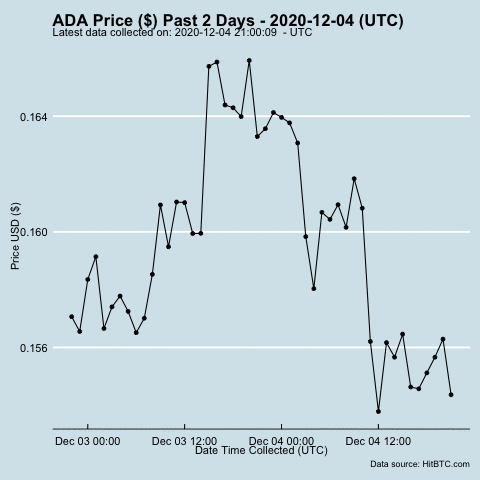 ADA Price ($) Past 2 Days - 2020-12-04 (UTC)
Latest data collected on: 2020-12-04 21:00:09 - UTC
0.164
0.160
0.156
Price USD ($)
Dec 03 00:00 Dec 03 12:00 Dec 04 00:00 Dec 04 12:00
Date Time Collected (UTC)
Data source: HitBTC.com